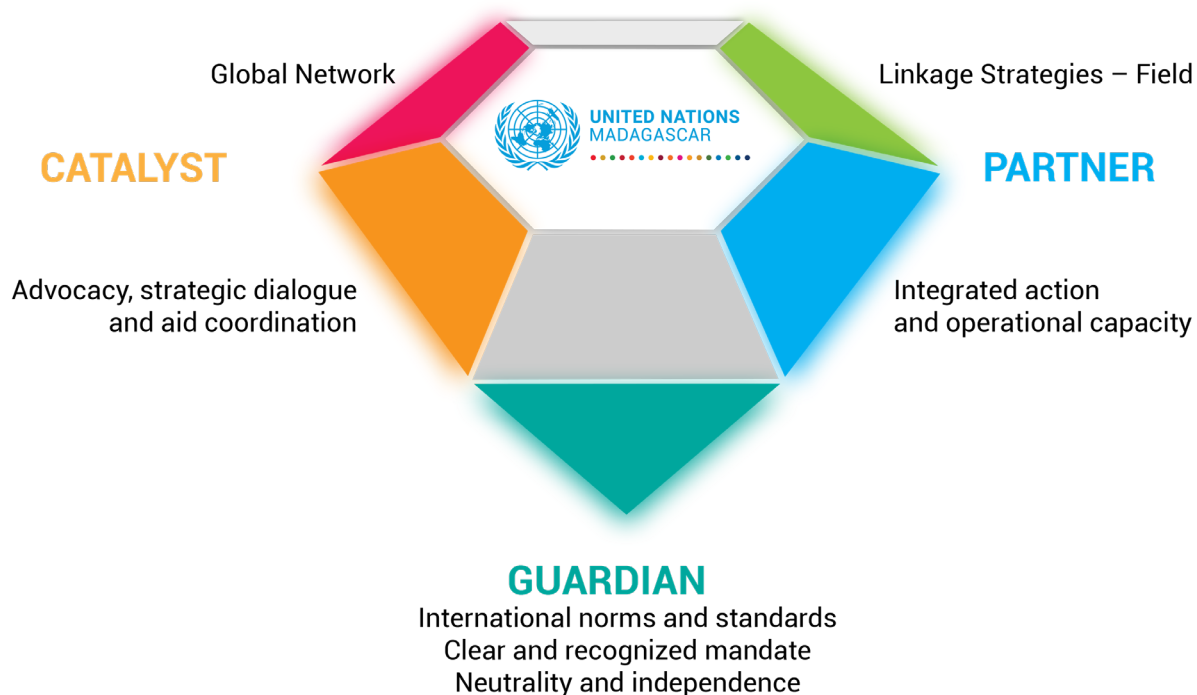 Global Network
Linkage Strategies – Field
UNITED NATIONS
MADAGASCAR
CATALYST
PARTNER
Advocacy, strategic dialogue
and aid coordination
Integrated action
and operational capacity
GUARDIAN
International norms and standards
Clear and recognized mandate
Neutrality and independence